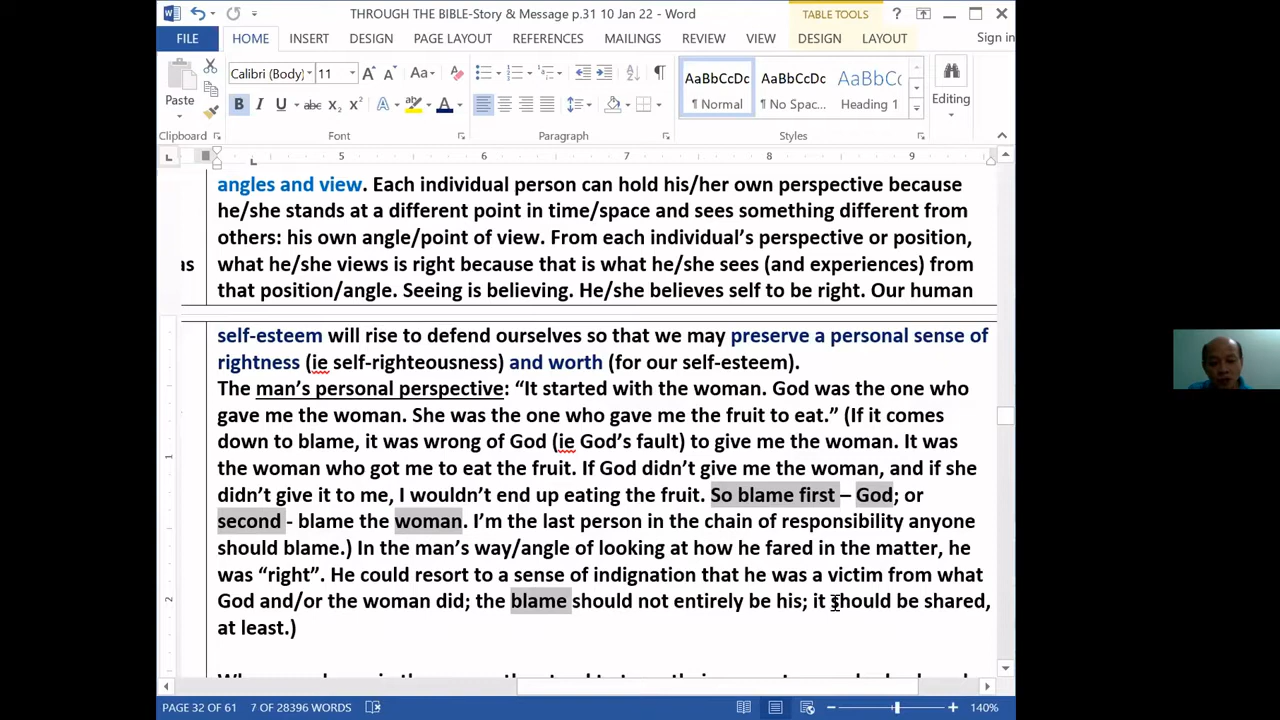 THROUGH THE BIBLE-Story & Message p.31 10 Jan 22 - Word
TABLE TOOLS
FILE HOME INSERT DESIGN PAGE LAYOUT REFERENCES MAILINGS REVIEW VIEW DESIGN LAYOUT Sign in
Calibri (Body) 11 AaBbCcDc AaBbCcDc AaBbCc
Paste ¶ Normal ¶ No Spac... Heading 1 Editing
Clipboard Font Paragraph Styles
5 6 7 8 9
angles and view. Each individual person can hold his/her own perspective because
he/she stands at a different point in time/space and sees something different from
others: his own angle/point of view. From each individual's perspective or position,
as what he/she views is right because that is what he/she sees (and experiences) from
that position/angle. Seeing is believing. He/she believes self to be right. Our human
self-esteem will rise to defend ourselves so that we may preserve a personal sense of
rightness (ie self-righteousness) and worth (for our self-esteem).
The man's personal perspective: “It started with the woman. God was the one who
gave me the woman. She was the one who gave me the fruit to eat.” (If it comes
down to blame, it was wrong of God (ie God's fault) to give me the woman. It was
the woman who got me to eat the fruit. If God didn't give me the woman, and if she
didn't give it to me, I wouldn't end up eating the fruit. So blame first – God; or
second - blame the woman. I'm the last person in the chain of responsibility anyone
should blame.) In the man's way/angle of looking at how he fared in the matter, he
was “right”. He could resort to a sense of indignation that he was a victim from what
God and/or the woman did; the blame should not entirely be his; it should be shared,
at least.)
PAGE 32 OF 61 7 OF 28396 WORDS 140%